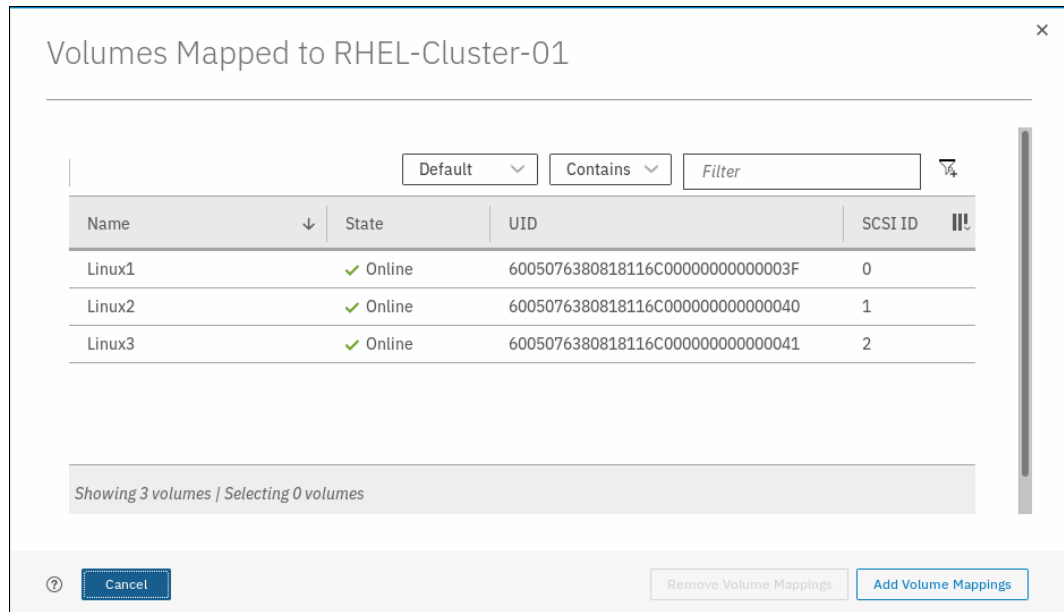 Volumes Mapped to RHEL-Cluster-01
Default Contains Filter
Name State UID SCSI ID
Linux1 Online 6005076380818116C00000000000003F 0
Linux2 Online 6005076380818116C000000000000040 1
Linux3 Online 6005076380818116C000000000000041 2
Showing 3 volumes | Selecting 0 volumes
Cancel Remove Volume Mappings Add Volume Mappings